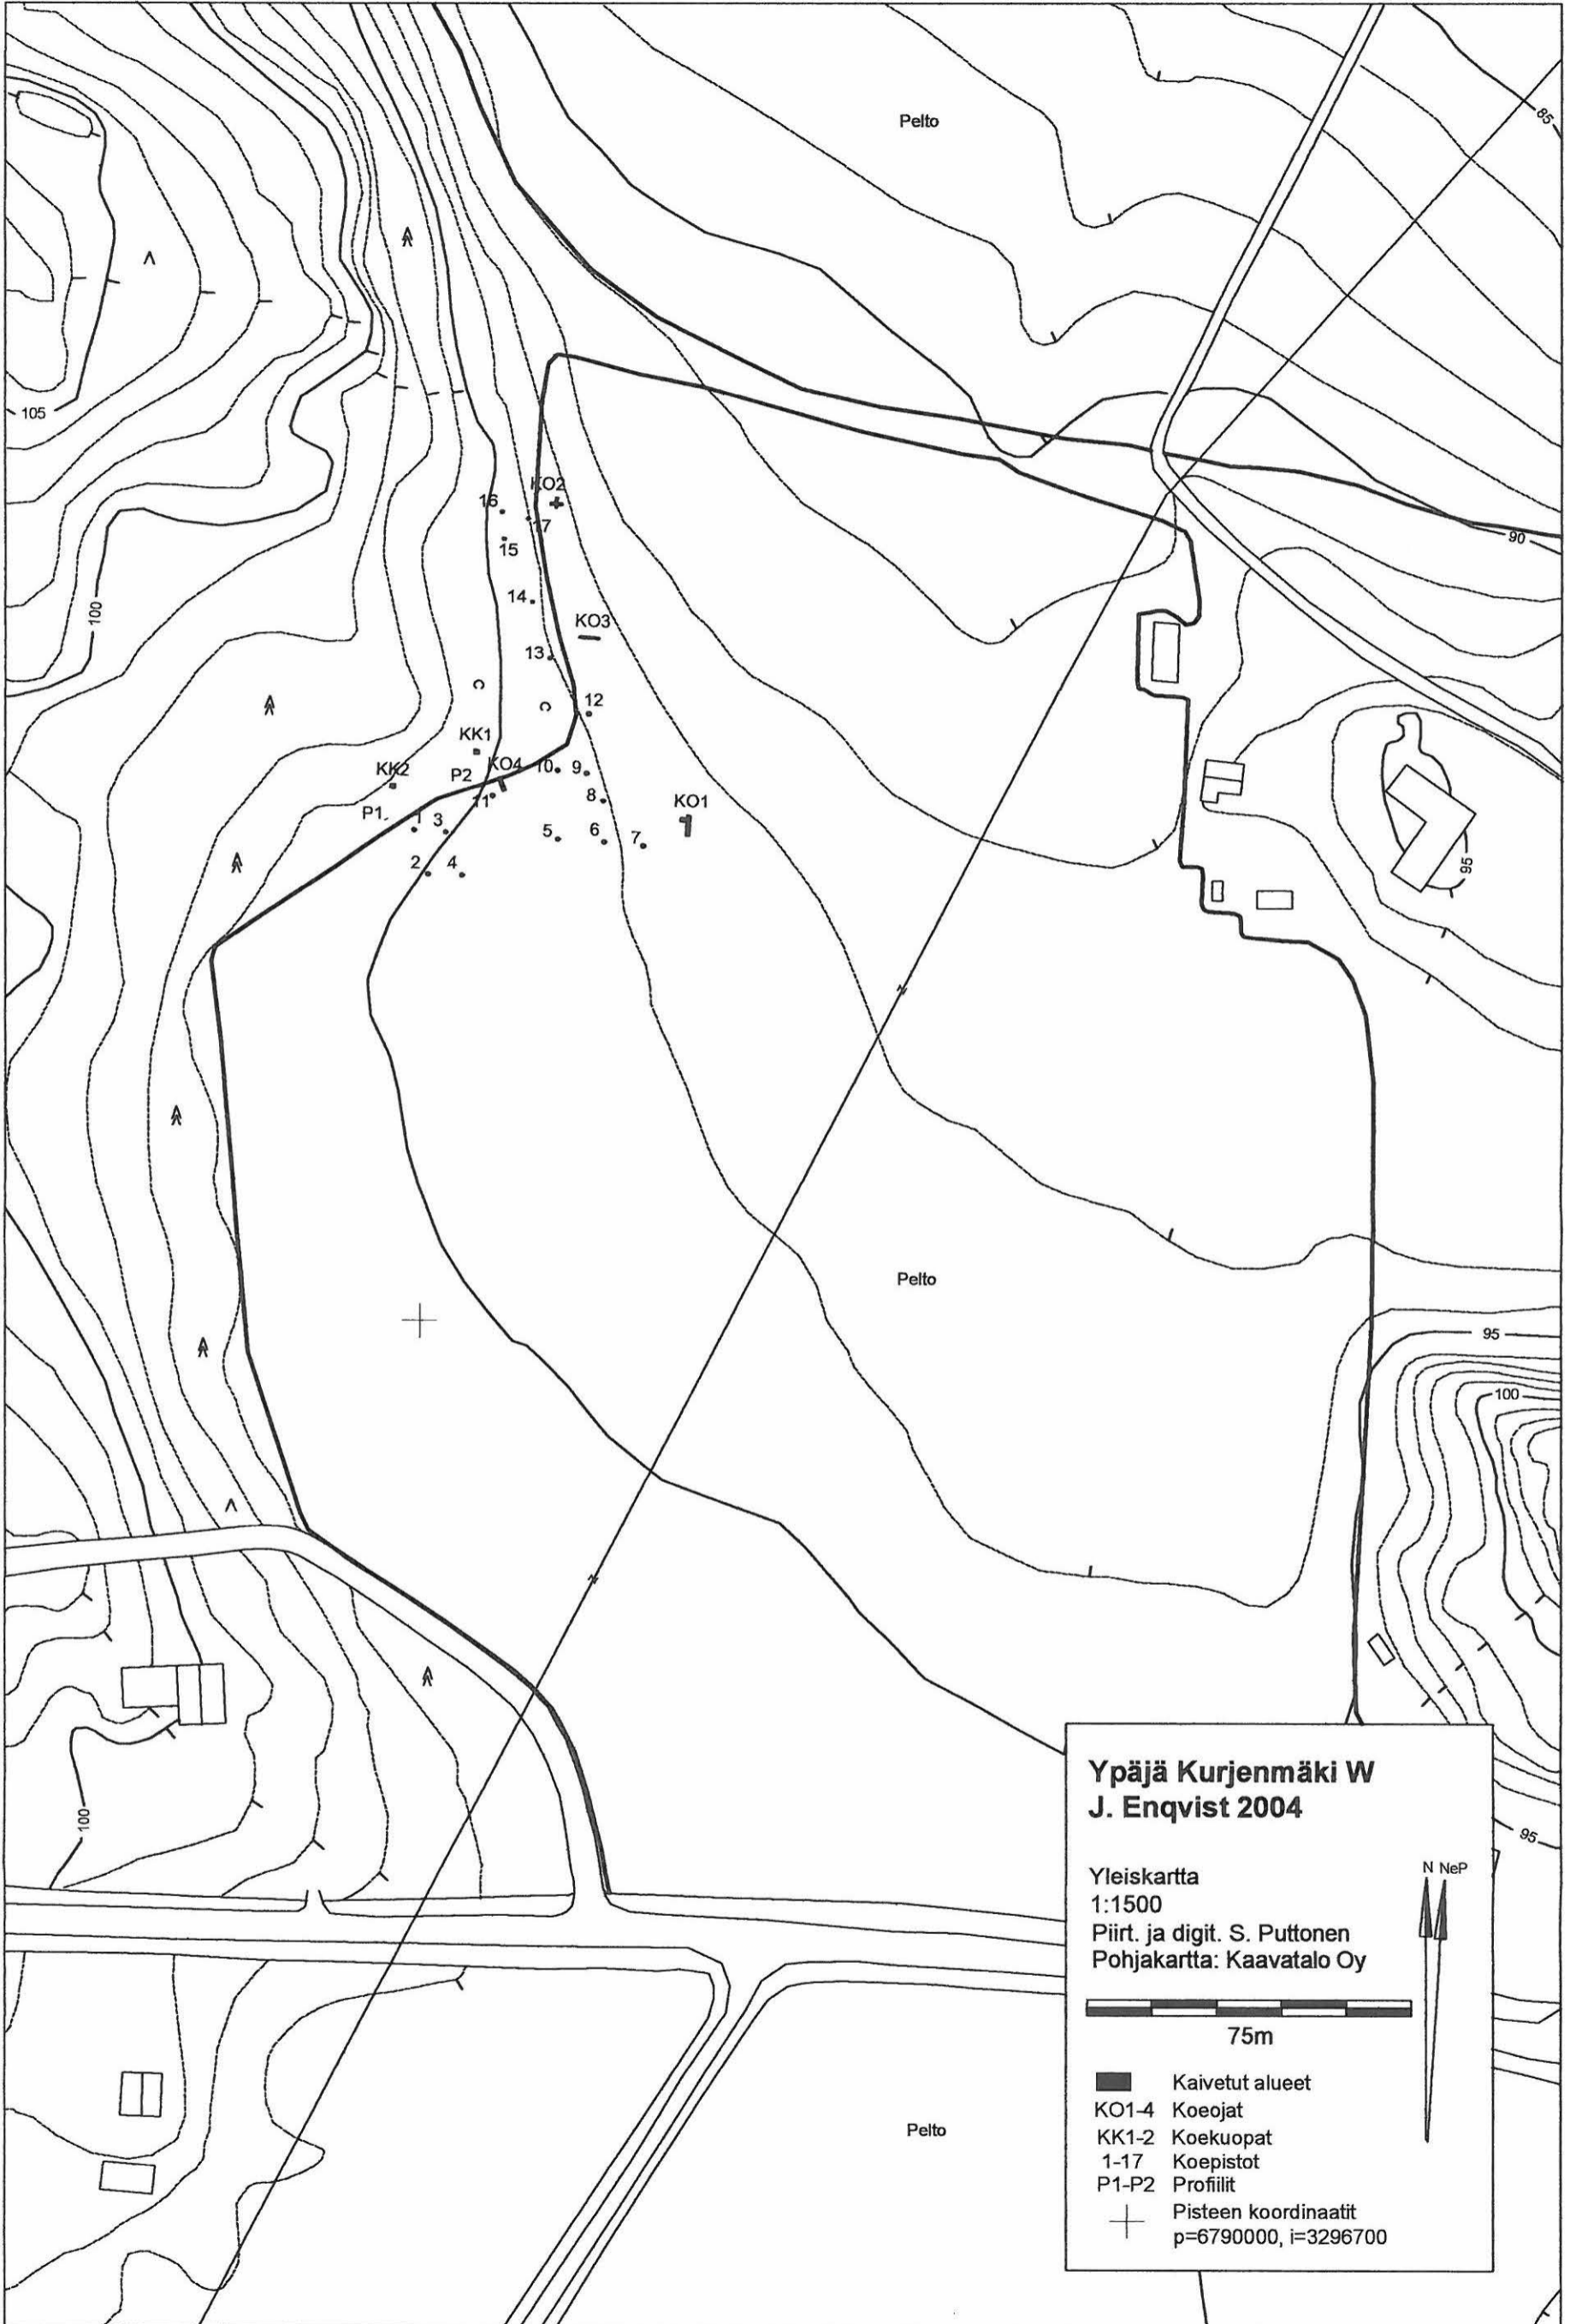 Pelto
85
105
KO2
16
17
15
90
14
100
KO3
13
12
KK1
KO4
10
9
KK2
P2
11
8
KO1
P1
1
3
5
6
7
2
4
95
Pelto
95
100
Ypäjä Kurjenmäki W
J. Enqvist 2004
100
95
Yleiskartta
1:1500
Piirt. ja digit. S. Puttonen
Pohjakartta: Kaavatalo Oy
N NeP
75m
Kaivetut alueet
KO1-4 Koeojat
KK1-2 Koekuopat
1-17 Koepistot
P1-P2 Profiilit
Pisteen koordinaatit
p=6790000, i=3296700
Pelto